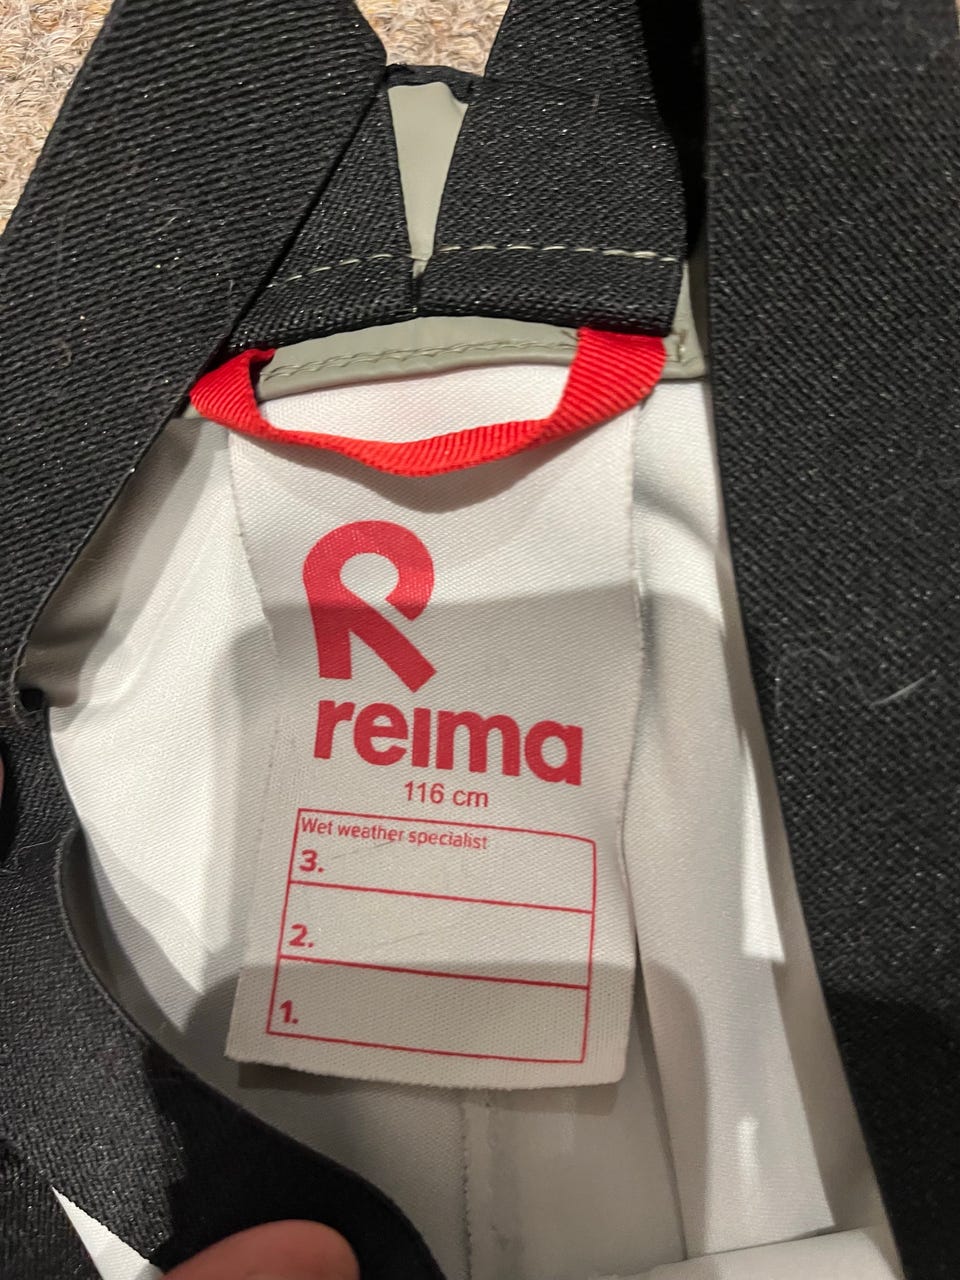 reima
116 cm
Wet weather specialist
3.
2.
1.